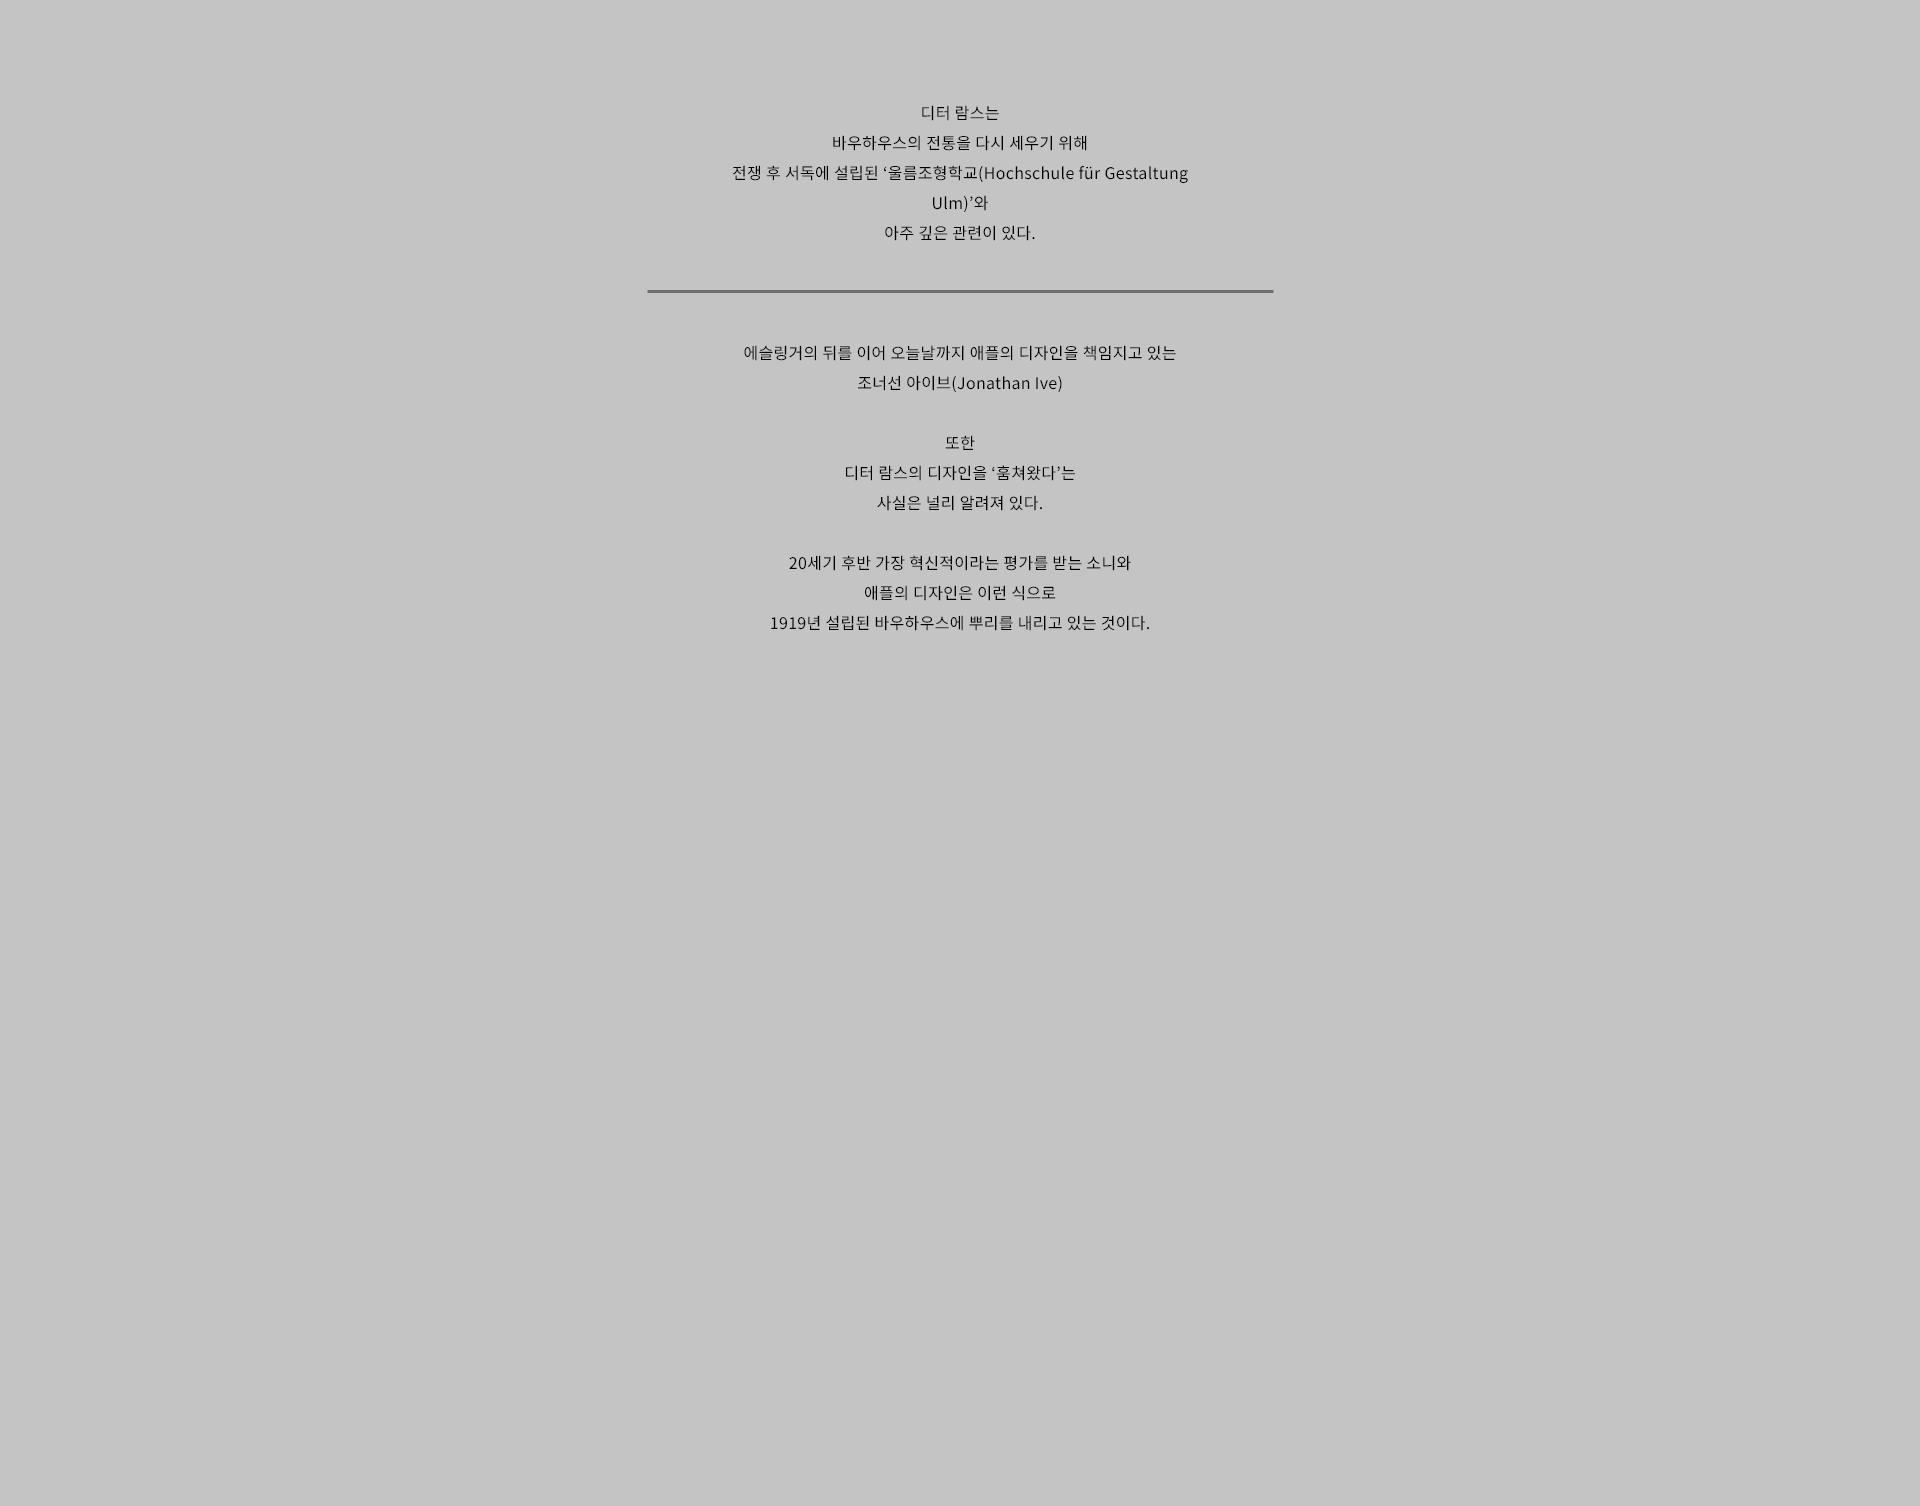 디터 람스는
바우하우스의 전통을 다시 세우기 위해
전쟁 후 서독에 설립된 ‘울름조형학교(Hochschule für Gestaltung
Ulm)’와
아주 깊은 관련이 있다.
에슬링거의 뒤를 이어 오늘날까지 애플의 디자인을 책임지고 있는
조너선 아이브(Jonathan Ive)
또한
디터 람스의 디자인을 ‘훔쳐왔다’는
사실은 널리 알려져 있다.
20세기 후반 가장 혁신적이라는 평가를 받는 소니와
애플의 디자인은 이런 식으로
1919년 설립된 바우하우스에 뿌리를 내리고 있는 것이다.